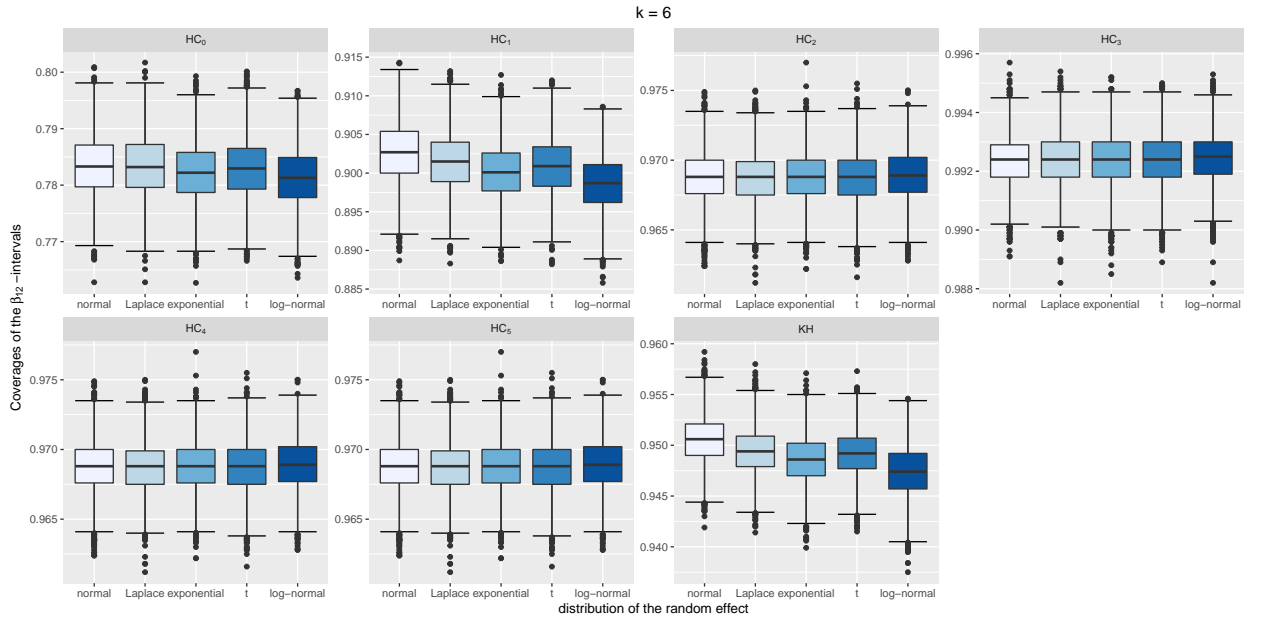 k = 6
HC₀
HC₁
HC₂
HC₃
0.80
0.79
0.78
0.77
0.915
0.910
0.905
0.900
0.895
0.890
0.885
0.975
0.970
0.965
0.996
0.994
0.992
0.990
0.988
normal Laplace exponential t log−normal
normal Laplace exponential t log−normal
normal Laplace exponential t log−normal
normal Laplace exponential t log−normal
Coverages of the β₁₂ −intervals
HC₄
HC₅
KH
0.975
0.970
0.965
0.975
0.970
0.965
0.960
0.955
0.950
0.945
0.940
normal Laplace exponential t log−normal
normal Laplace exponential t log−normal
normal Laplace exponential t log−normal
distribution of the random effect